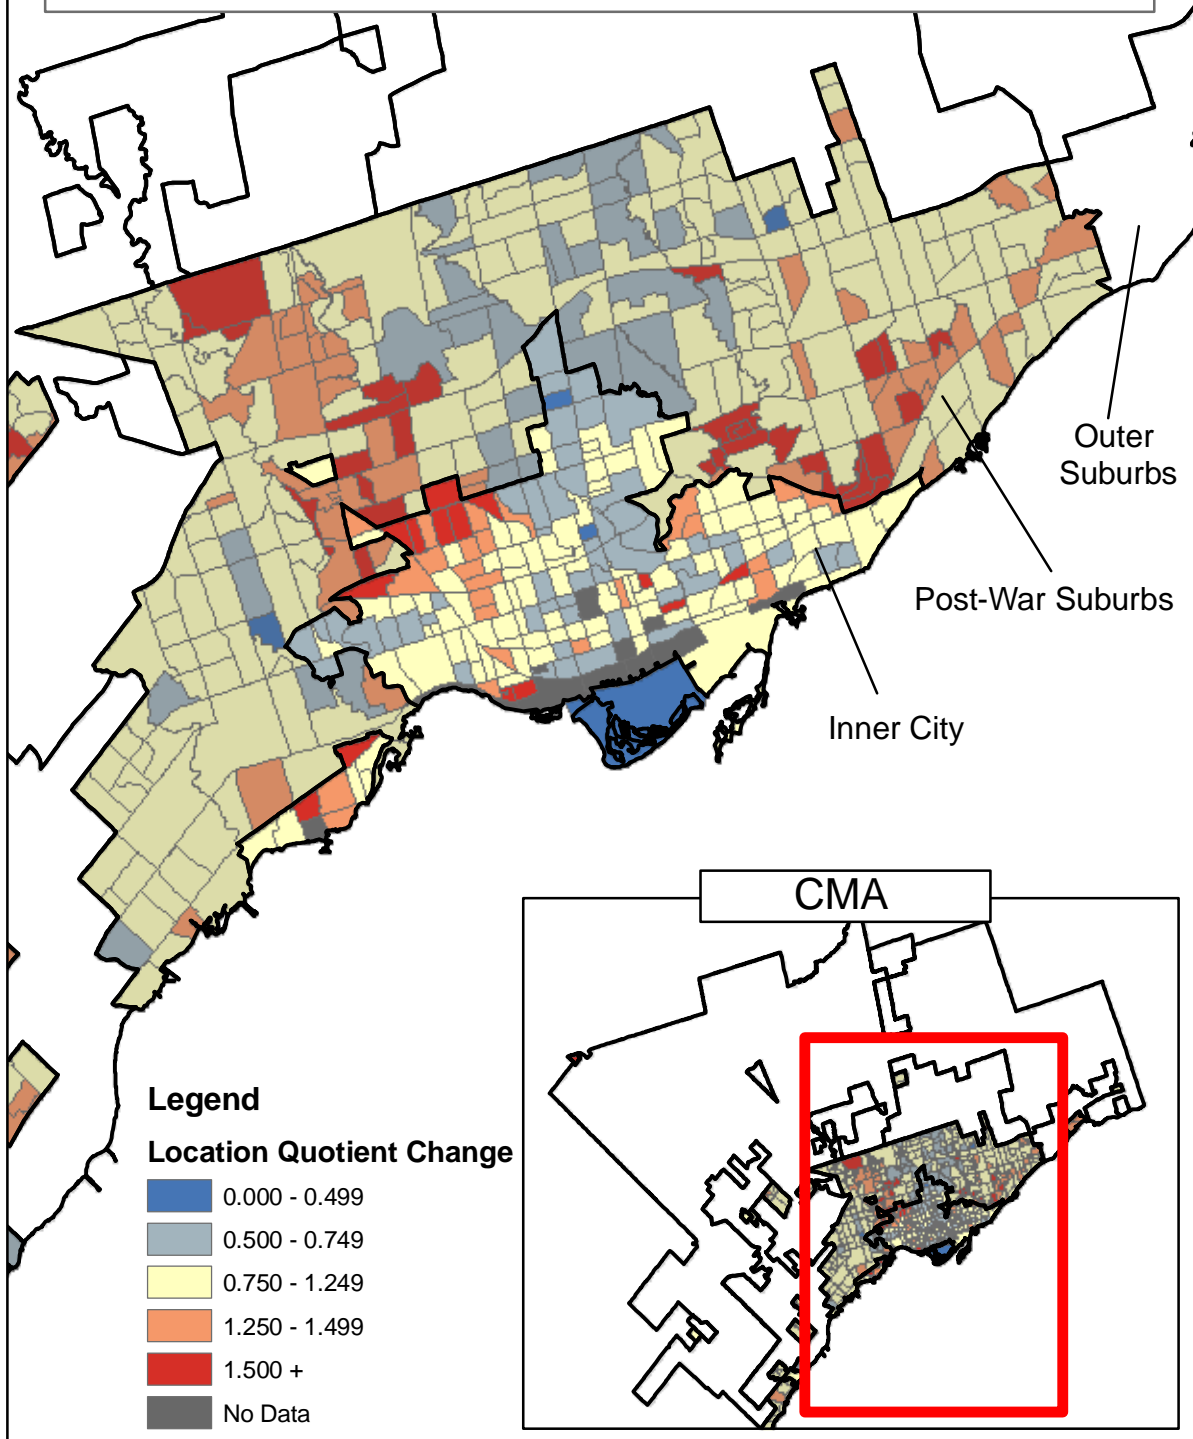 Outer
Suburbs
Post-War Suburbs
Inner City
CMA
Legend
Location Quotient Change
0.000 - 0.499
0.500 - 0.749
0.750 - 1.249
1.250 - 1.499
1.500 +
No Data